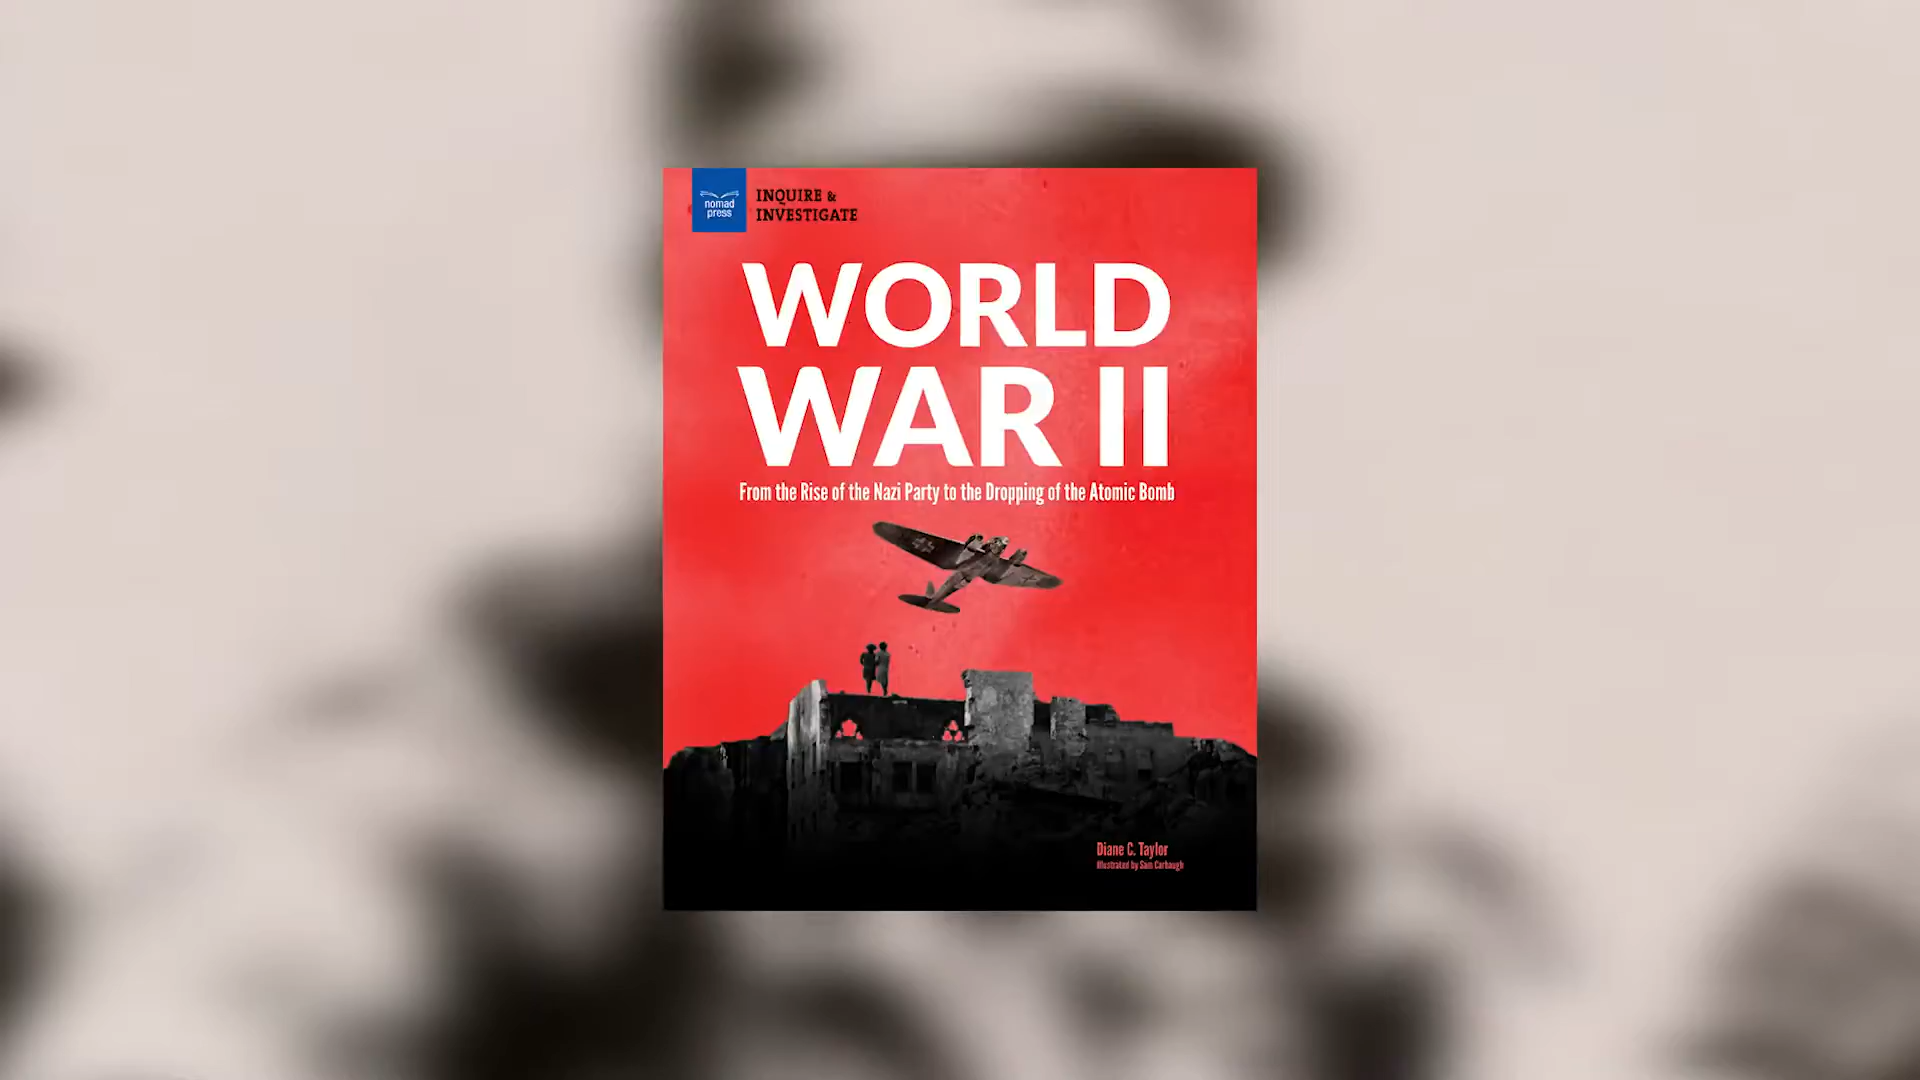 nomad
press
INQUIRE &
INVESTIGATE
WORLD
WAR II
From the Rise of the Nazi Party to the Dropping of the Atomic Bomb
Diane C. Taylor
Illustrated by Sam Carbaugh